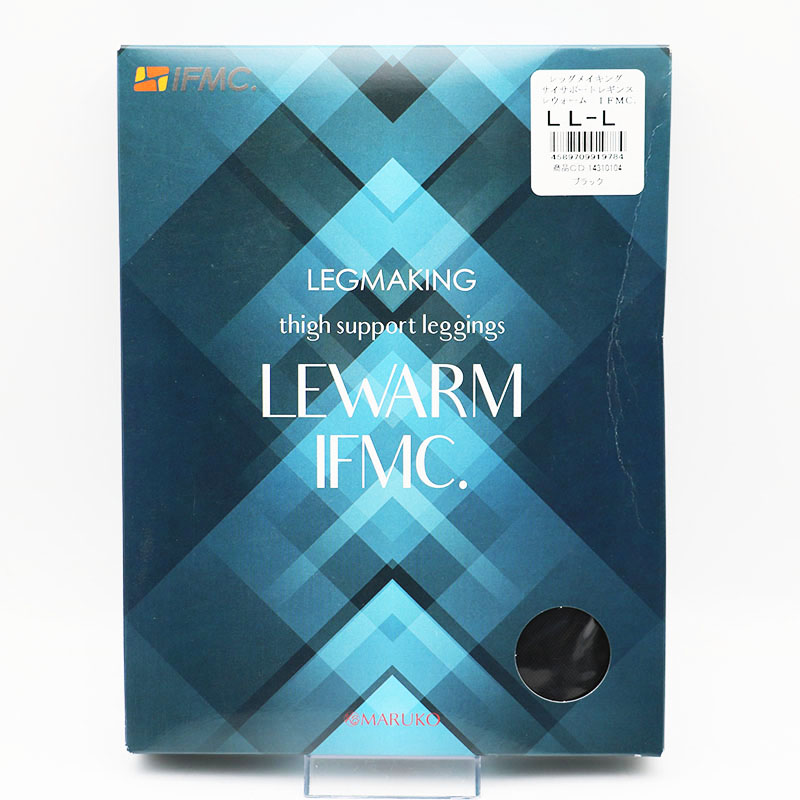 IFMC.
レッグメイキング
サイサポートレギンス
レウォーム IFMC.
LL-L
4589709919784
商品CD 14310104
ブラック
LEGMAKING
thigh support leggings
LEWARM
IFMC.
MARUKO